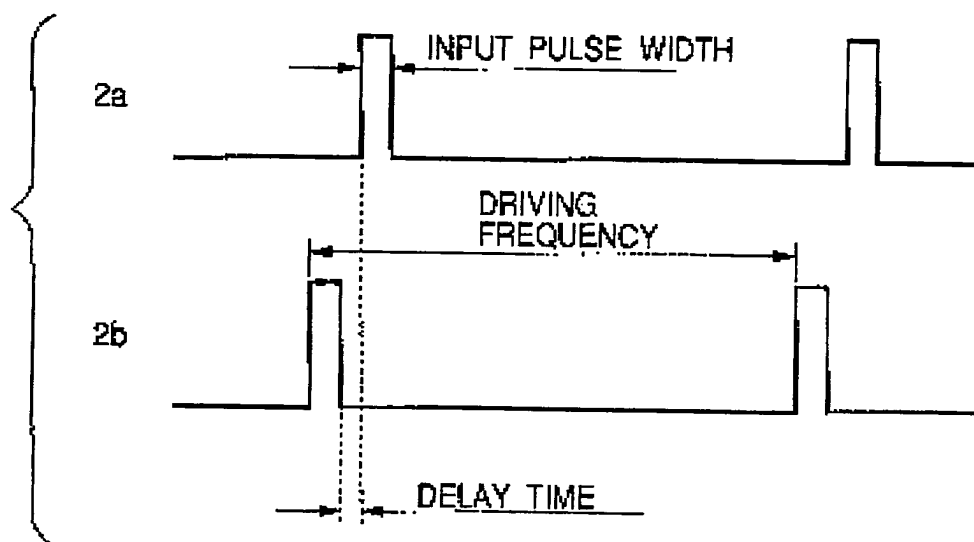 INPUT PULSE WIDTH
2a
DRIVING
FREQUENCY
2b
DELAY TIME